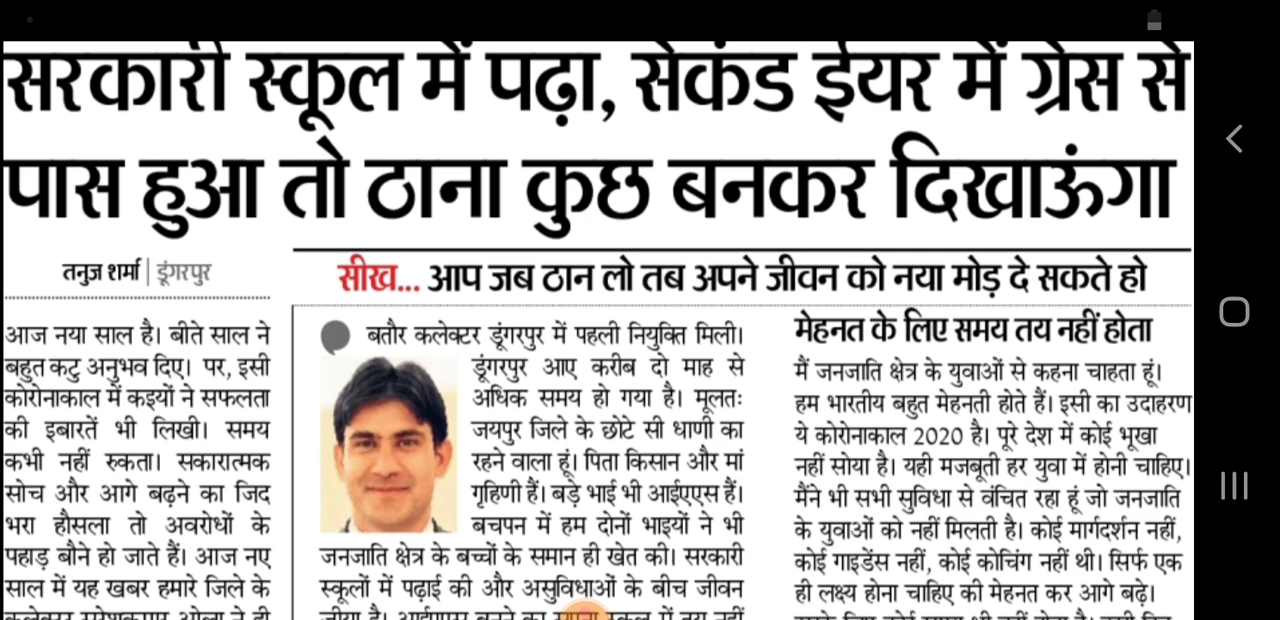 सरकारी स्कूल में पढ़ा, सेकंड ईयर में ग्रेस से
पास हुआ तो ठाना कुछ बनकर दिखाऊंगा
तनुज शर्मा | डूंगरपुर
आज नया साल है। बीते साल ने
बहुत कटु अनुभव दिए। पर, इसी
कोरोनाकाल में कइयों ने सफलता
की इबारतें भी लिखी। समय
कभी नहीं रुकता। सकारात्मक
सोच और आगे बढ़ने का जिद
भरा हौसला तो अवरोधों के
पहाड़ बौने हो जाते हैं। आज नए
साल में यह खबर हमारे जिले के
सीख... आप जब ठान लो तब अपने जीवन को नया मोड़ दे सकते हो
बतौर कलेक्टर डूंगरपुर में पहली नियुक्ति मिली।
डूंगरपुर आए करीब दो माह से
अधिक समय हो गया है। मूलतः
जयपुर जिले के छोटे सी धाणी का
रहने वाला हूं। पिता किसान और मां
गृहिणी हैं। बड़े भाई भी आईएएस हैं।
बचपन में हम दोनों भाइयों ने भी
जनजाति क्षेत्र के बच्चों के समान ही खेत की। सरकारी
स्कूलों में पढ़ाई की और असुविधाओं के बीच जीवन
मेहनत के लिए समय तय नहीं होता
मैं जनजाति क्षेत्र के युवाओं से कहना चाहता हूं।
हम भारतीय बहुत मेहनती होते हैं। इसी का उदाहरण
ये कोरोनाकाल 2020 है। पूरे देश में कोई भूखा
नहीं सोया है। यही मजबूती हर युवा में होनी चाहिए।
मैंने भी सभी सुविधा से वंचित रहा हूं जो जनजाति
के युवाओं को नहीं मिलती है। कोई मार्गदर्शन नहीं,
कोई गाइडेंस नहीं, कोई कोचिंग नहीं थी। सिर्फ एक
ही लक्ष्य होना चाहिए की मेहनत कर आगे बढ़े।